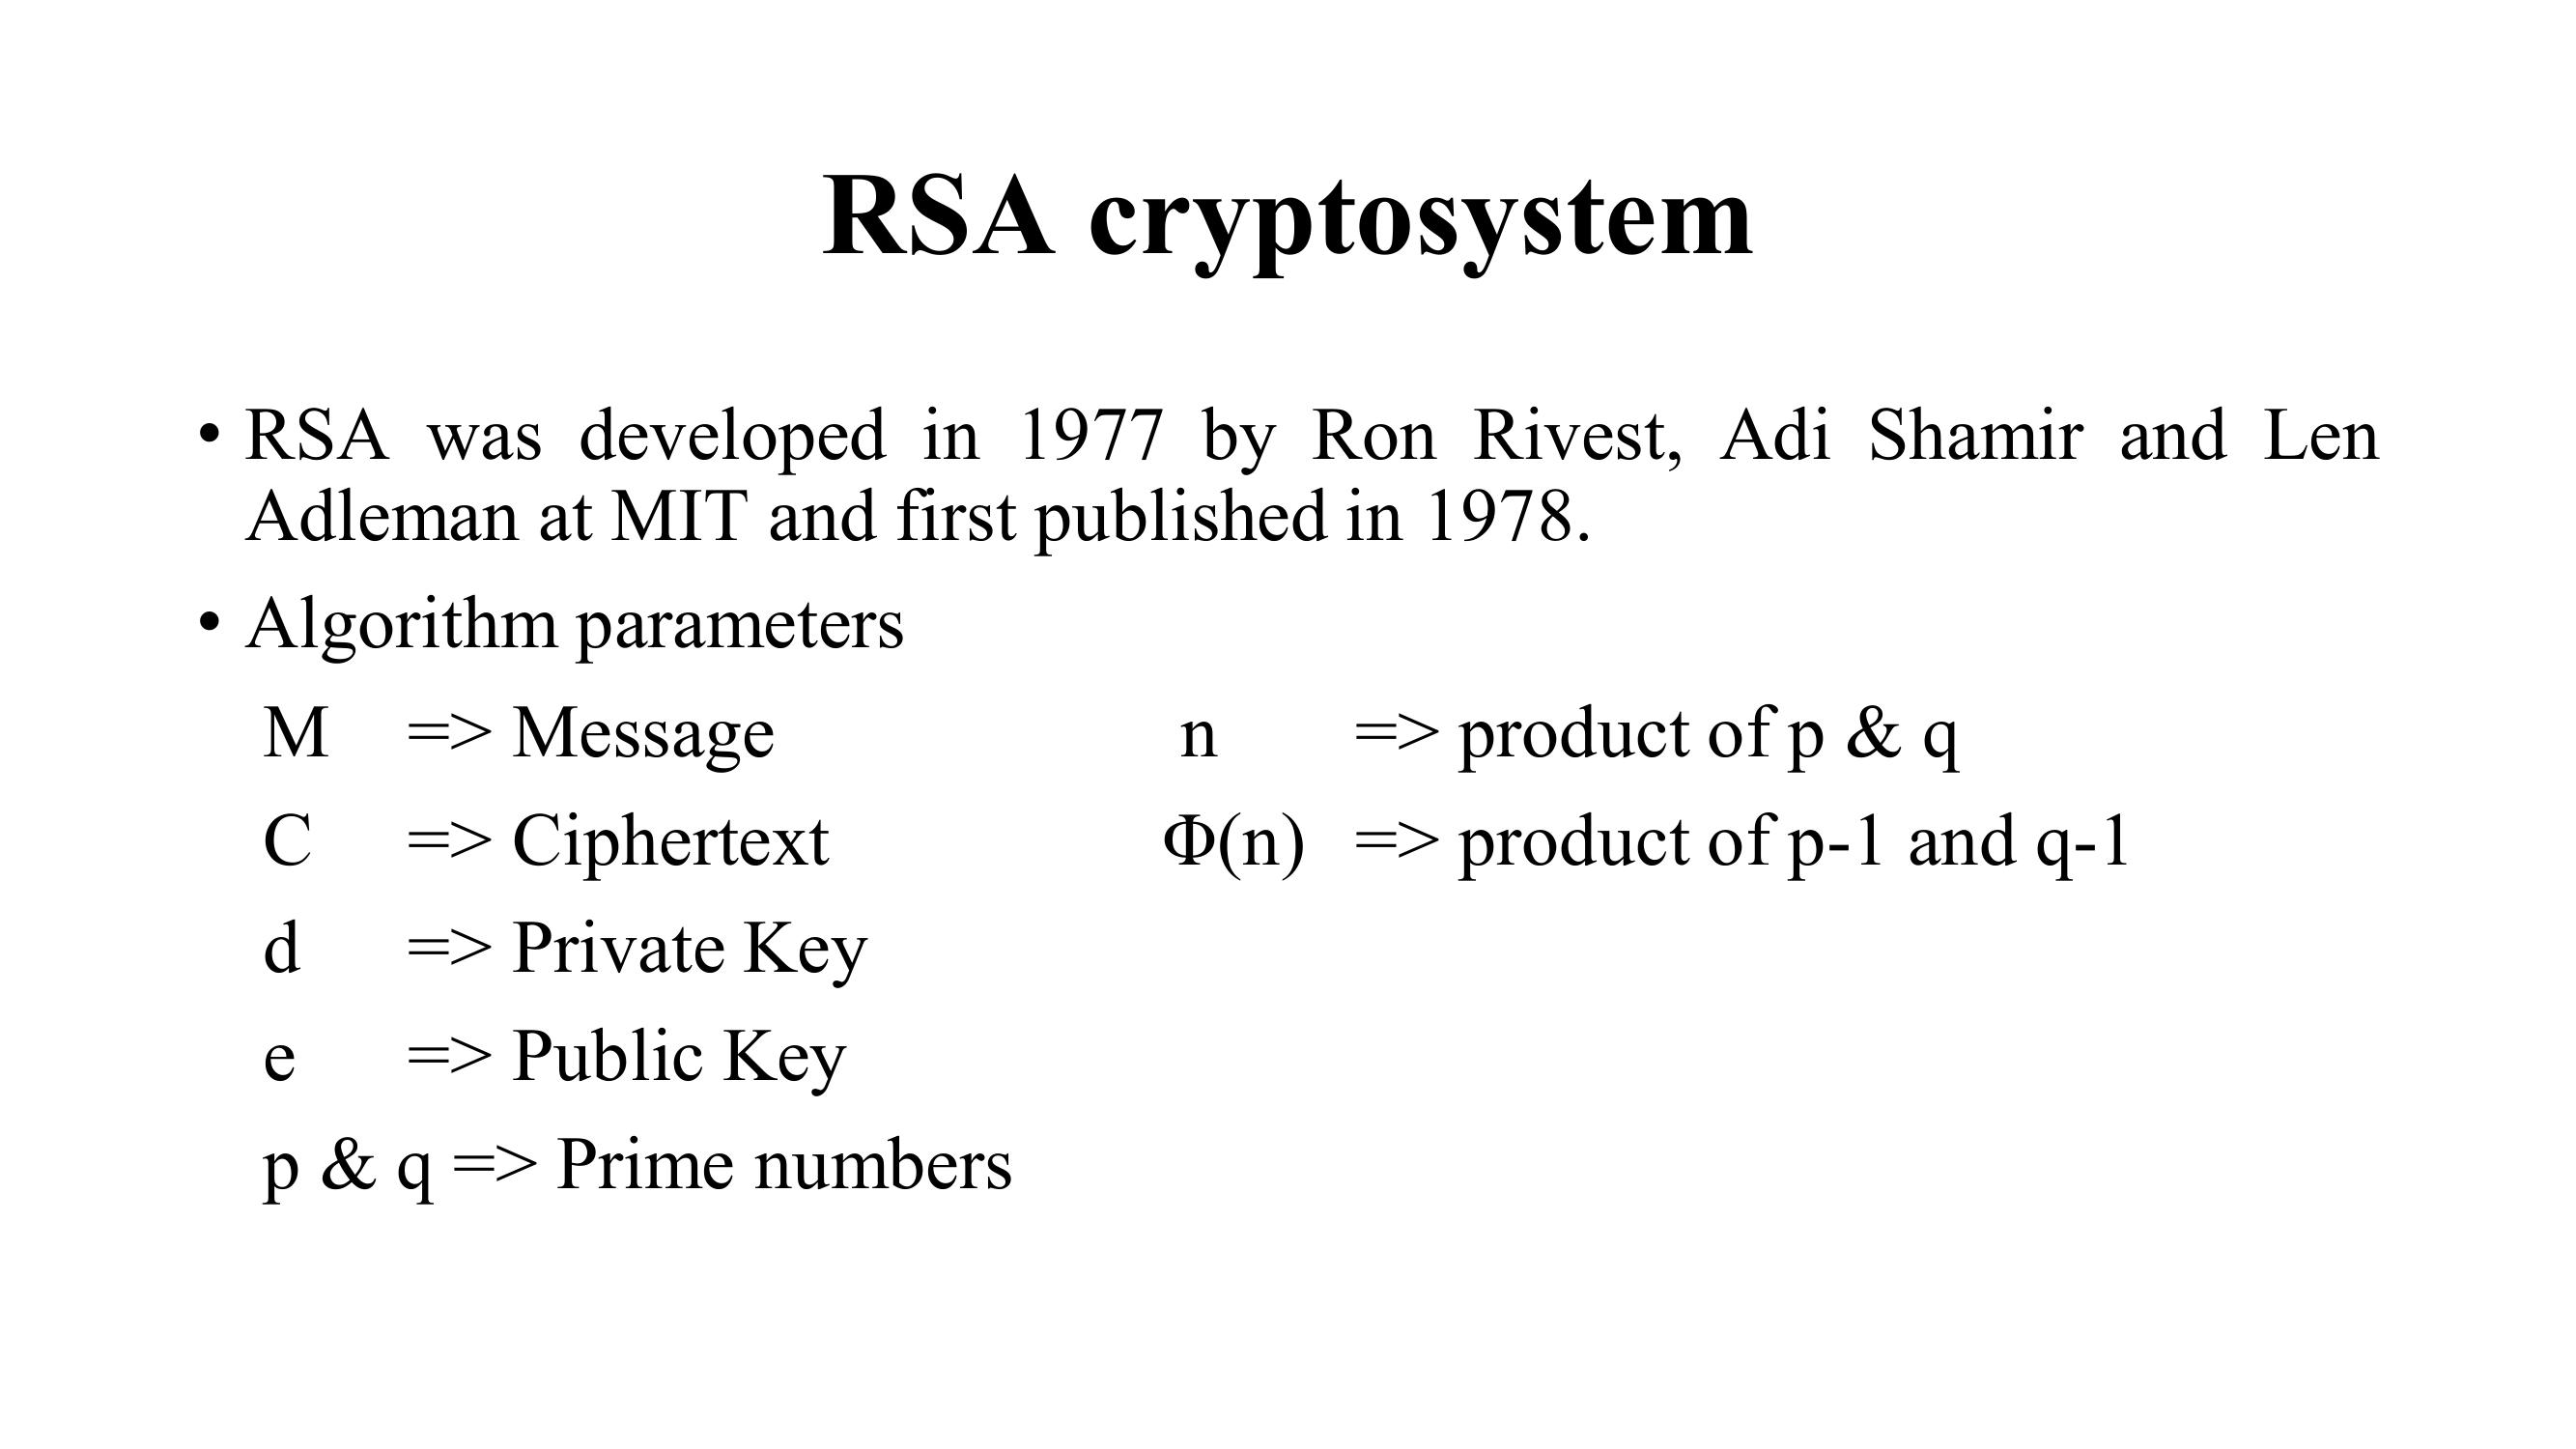 RSA cryptosystem
• RSA was developed in 1977 by Ron Rivest, Adi Shamir and Len
Adleman at MIT and first published in 1978.
• Algorithm parameters
M => Message n => product of p & q
C => Ciphertext Φ(n) => product of p-1 and q-1
d => Private Key
e => Public Key
p & q => Prime numbers